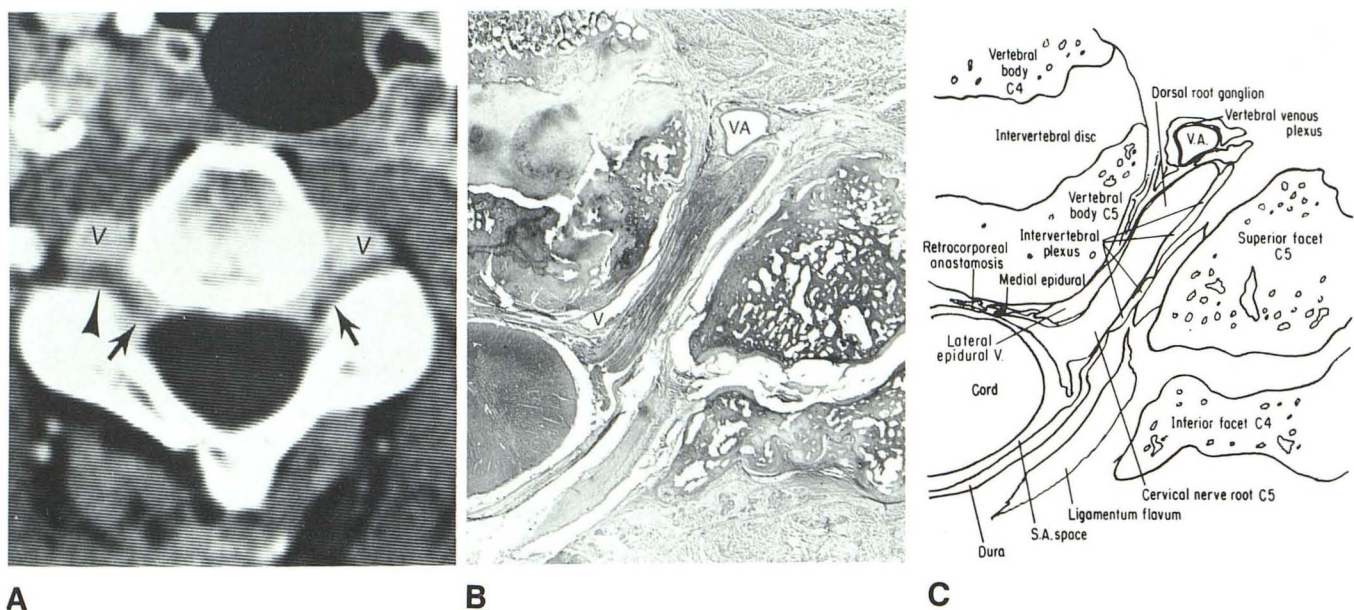 V
V
A
VA
V
B
Vertebral
body
C4
Dorsal root ganglion
Vertebral venous
plexus
Intervertebral disc
V.A.
Vertebral
body C5
Intervertebral
plexus
Superior facet
C5
Retrocorporeal
anastamosis
Medial epidural
Lateral
epidural V.
Cord
Inferior facet C4
Cervical nerve root C5
Ligamentum flavum
S.A. space
Dura
C